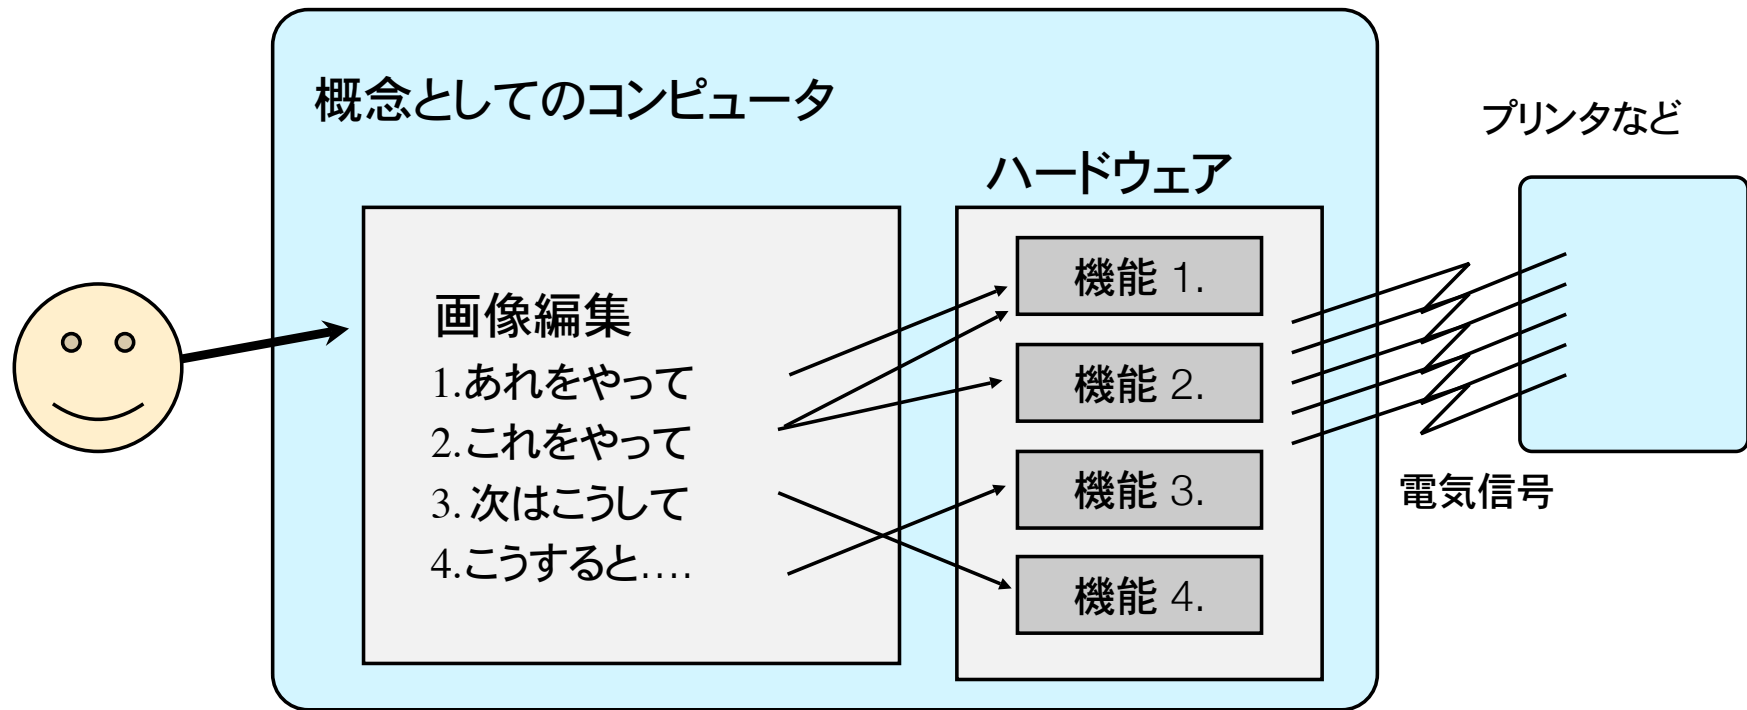 概念としてのコンピュータ
プリンタなど
ハードウェア
画像編集
1.あれをやって
2.これをやって
3. 次はこうして
4.こうすると....
機能 1.
機能 2.
機能 3.
機能 4.
電気信号